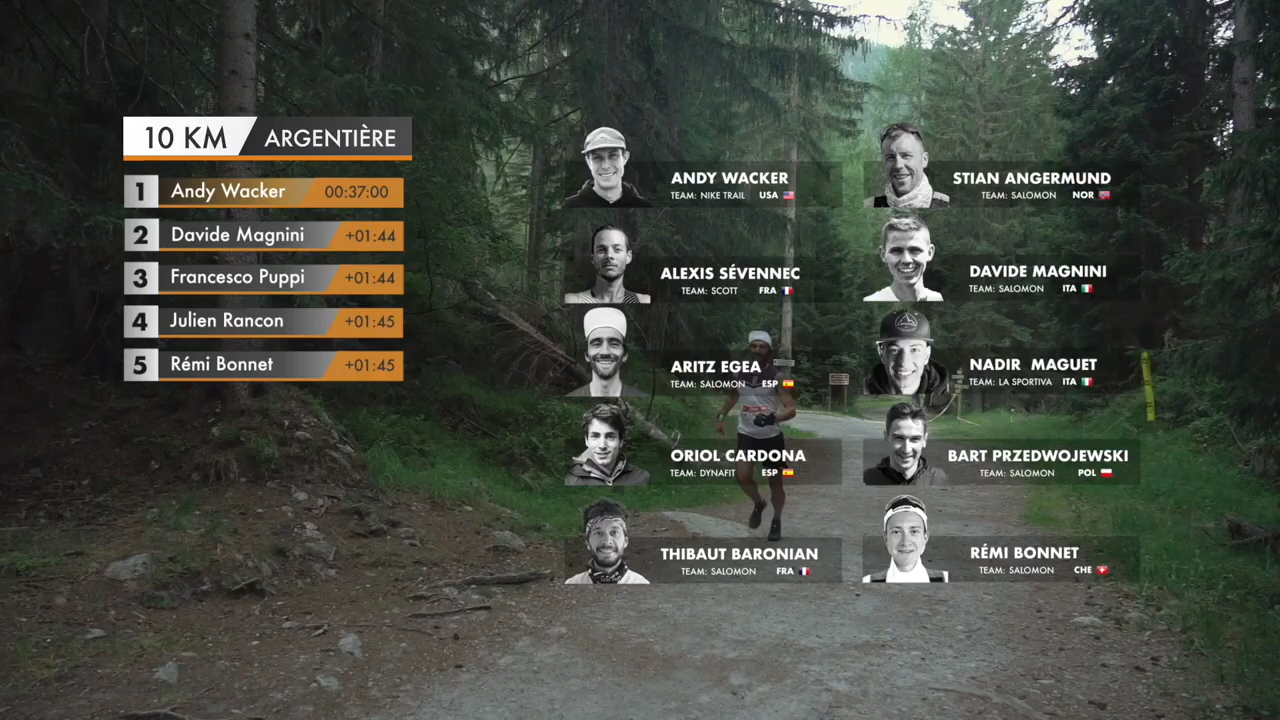 10 KM ARGENTIÈRE
1 Andy Wacker 00:37:00
2 Davide Magnini +01:44
3 Francesco Puppi +01:44
4 Julien Rancon +01:45
5 Rémi Bonnet +01:45
ANDY WACKER
TEAM: NIKE TRAIL USA
STIAN ANGERMUND
TEAM: SALOMON NOR
ALEXIS SÉVENNEC
TEAM: SCOTT FRA
DAVIDE MAGNINI
TEAM: SALOMON ITA
ARITZ EGEA
TEAM: SALOMON ESP
NADIR MAGUET
TEAM: LA SPORTIVA ITA
ORIOL CARDONA
TEAM: DYNAFIT ESP
BART PRZEDWOJEWSKI
TEAM: SALOMON POL
THIBAUT BARONIAN
TEAM: SALOMON FRA
RÉMI BONNET
TEAM: SALOMON CHE